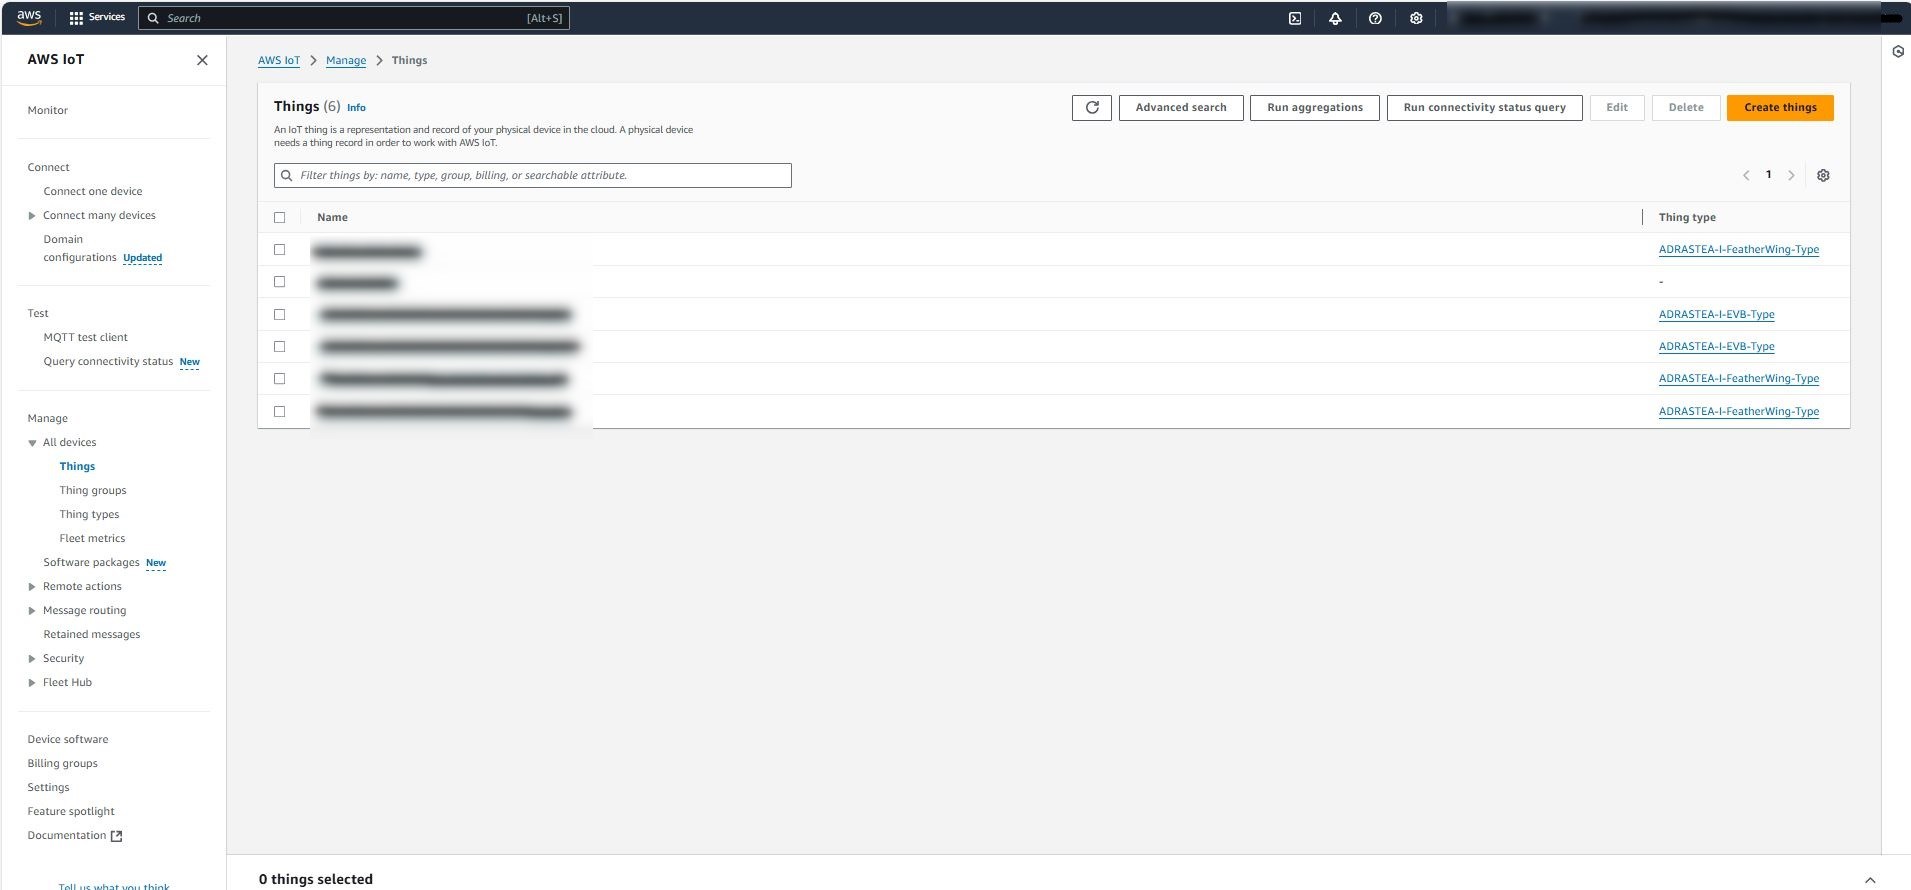 aws Services Search [Alt+S]
AWS IoT
Monitor
Connect
Connect one device
Connect many devices
Domain
configurations Updated
Test
MQTT test client
Query connectivity status New
Manage
All devices
Things
Thing groups
Thing types
Fleet metrics
Software packages New
Remote actions
Message routing
Retained messages
Security
Fleet Hub
Device software
Billing groups
Settings
Feature spotlight
Documentation
Tell us what you think
AWS IoT > Manage > Things
Things (6) Info
An IoT thing is a representation and record of your physical device in the cloud. A physical device
needs a thing record in order to work with AWS IoT.
Advanced search Run aggregations Run connectivity status query Edit Delete Create things
Filter things by: name, type, group, billing, or searchable attribute.
< 1 >
Name Thing type
ADRASTEA-I-FeatherWing-Type
-
ADRASTEA-I-EVB-Type
ADRASTEA-I-EVB-Type
ADRASTEA-I-FeatherWing-Type
ADRASTEA-I-FeatherWing-Type
0 things selected